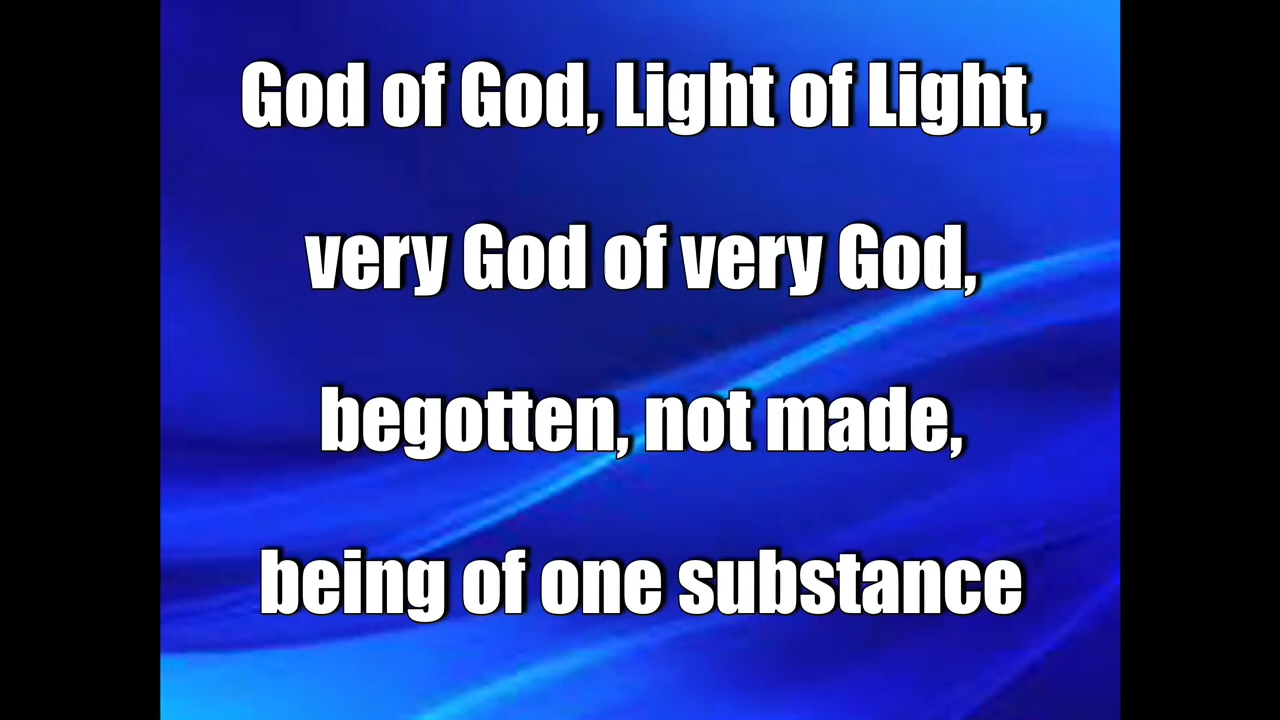 God of God, Light of Light,
very God of very God,
begotten, not made,
being of one substance